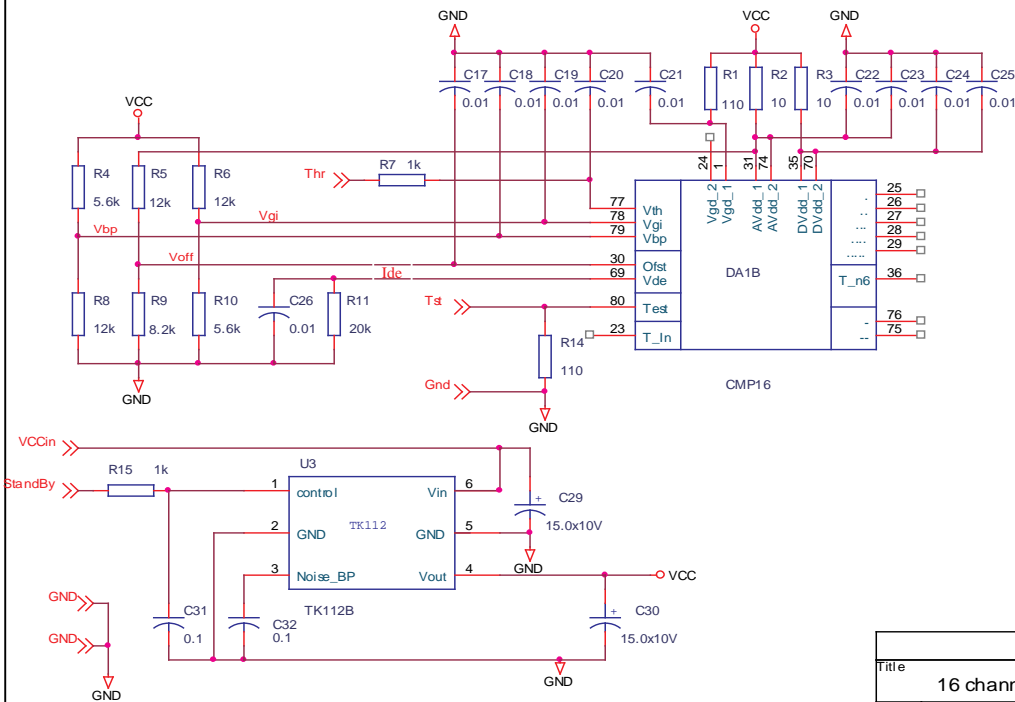 GND VCC GND
C17 C18 C19 C20 C21 R1 R2 R3 C22 C23 C24 C25
0.01 0.01 0.01 0.01 0.01 110 10 10 0.01 0.01 0.01 0.01
VCC
R4 R5 R6
5.6k 12k 12k
Thr R7 1k
24 1 31 74 35 70
Vgd_2 Vgd_1 AVdd_1 AVdd_2 DVdd_1 DVdd_2
77 Vth
Vgi 78 Vgi
Vbp 79 Vbp
Voff 30 Ofst
Ide 69 Vde
Tst 80 Test
23 T_In
DA1B
. 25
.. 26
... 27
.... 28
..... 29
T_n6 36
- 76
-- 75
CMP16
R8 R9 R10 C26 R11
12k 8.2k 5.6k 0.01 20k
GND
R14
110
Gnd
GND
VCCin
StandBy R15 1k
U3
1 control Vin 6
TK112
2 GND GND 5
3 Noise_BP Vout 4
TK112B
+ C29
15.0x10V
GND
VCC
+ C30
15.0x10V
C31 C32
0.1 0.1
GND
GND
GND
GND
Title
16 chann